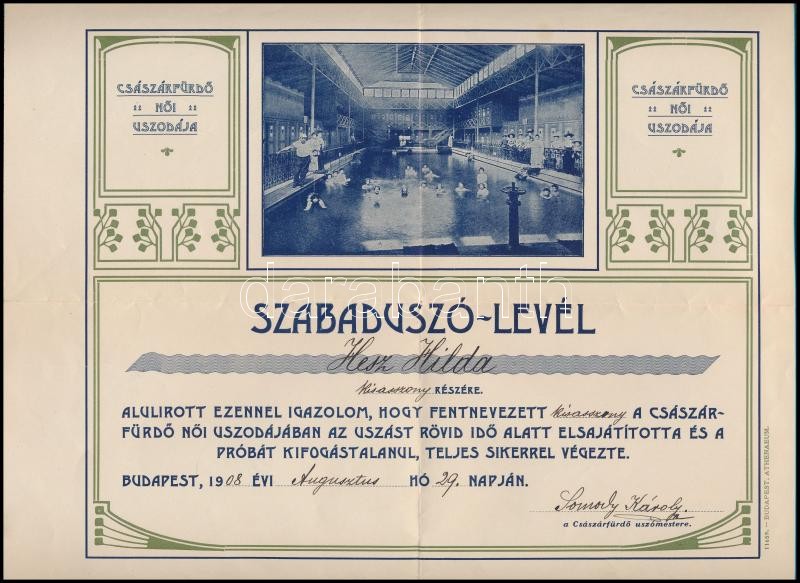 CSÁSZÁRFÜRDŐ
NŐI
USZODÁJA
CSÁSZÁRFÜRDŐ
NŐI
USZODÁJA
darabanth
SZABADUSZÓ-LEVÉL
Hesz Hilda
kisasszony RÉSZÉRE.
ALULIROTT EZENNEL IGAZOLOM, HOGY FENTNEVEZETT kisasszony A CSÁSZÁR-
FÜRDŐ NŐI USZODÁJÁBAN AZ USZÁST RÖVID IDŐ ALATT ELSAJÁTÍTOTTA ÉS A
PRÓBÁT KIFOGÁSTALANUL, TELJES SIKERREL VÉGEZTE.
BUDAPEST, 1908 ÉVI Augusztus HÓ 29. NAPJÁN.
Somody Károly
a Császárfürdő uszómestere.
11659. — BUDAPEST, ATHENAEUM.